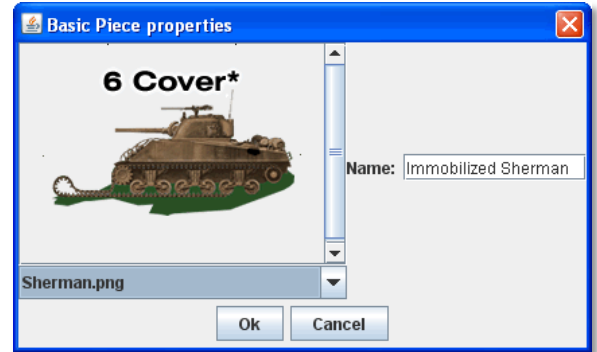 Basic Piece properties
6 Cover*
Name: Immobilized Sherman
Sherman.png
Ok Cancel